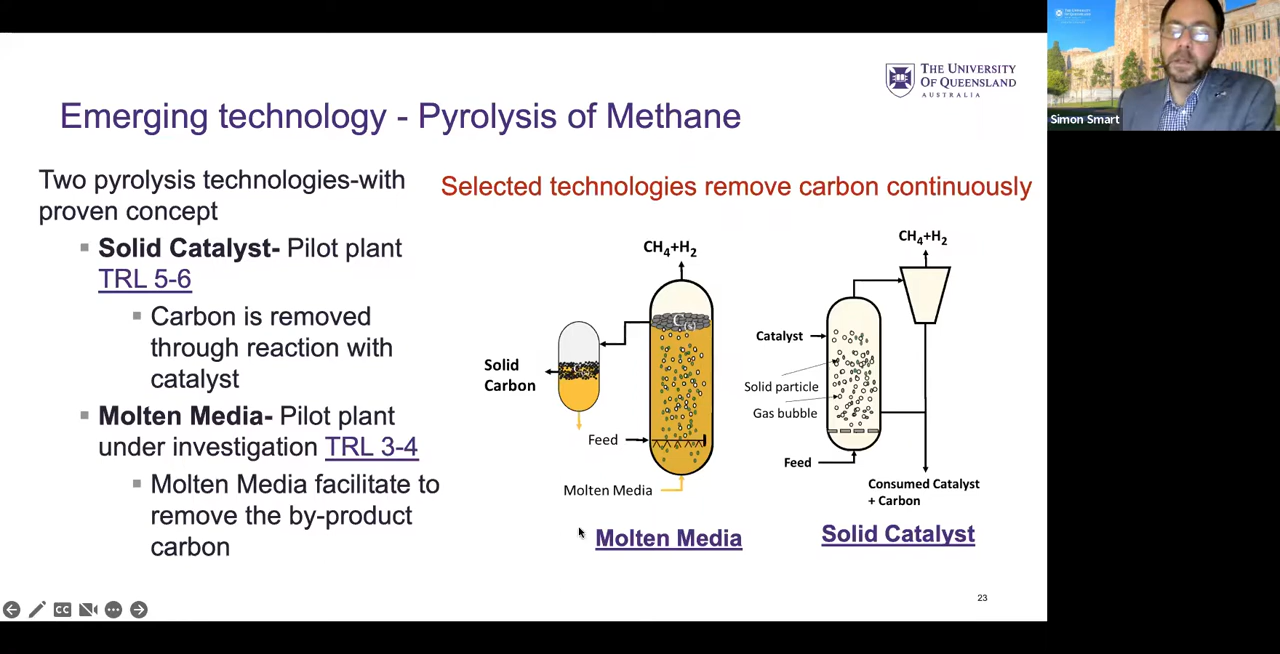 THE UNIVERSITY
OF QUEENSLAND
AUSTRALIA
Simon Smart
Emerging technology - Pyrolysis of Methane
Two pyrolysis technologies-with
proven concept
▪ Solid Catalyst- Pilot plant
TRL 5-6
▪ Carbon is removed
through reaction with
catalyst
▪ Molten Media- Pilot plant
under investigation TRL 3-4
▪ Molten Media facilitate to
remove the by-product
carbon
Selected technologies remove carbon continuously
CH₄+H₂
Solid
Carbon
Feed
Molten Media
Molten Media
CH₄+H₂
Catalyst
Solid particle
Gas bubble
Feed
Consumed Catalyst
+ Carbon
Solid Catalyst
23
CC